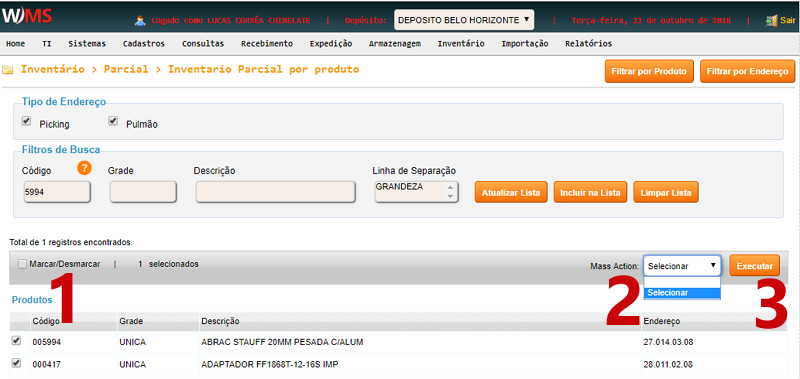 WMS Logado como LUCAS CORRÊA CHENELATE | Depósito: DEPOSITO BELO HORIZONTE | Terça-feira, 23 de outubro de 2018 | Sair
Home TI Sistemas Cadastros Consultas Recebimento Expedição Armazenagem Inventário Importação Relatórios
Inventário > Parcial > Inventario Parcial por produto Filtrar por Produto Filtrar por Endereço
Tipo de Endereço
Picking Pulmão
Filtros de Busca
Código ? Grade Descrição Linha de Separação
5994 GRANDEZA Atualizar Lista Incluir na Lista Limpar Lista
Total de 1 registros encontrados.
Marcar/Desmarcar | 1 selecionados Mass Action: Selecionar Executar
Selecionar
1 2 3
Produtos
Código Grade Descrição Endereço
005994 UNICA ABRAC STAUFF 20MM PESADA C/ALUM 27.014.03.08
000417 UNICA ADAPTADOR FF1868T-12-16S IMP 28.011.02.08